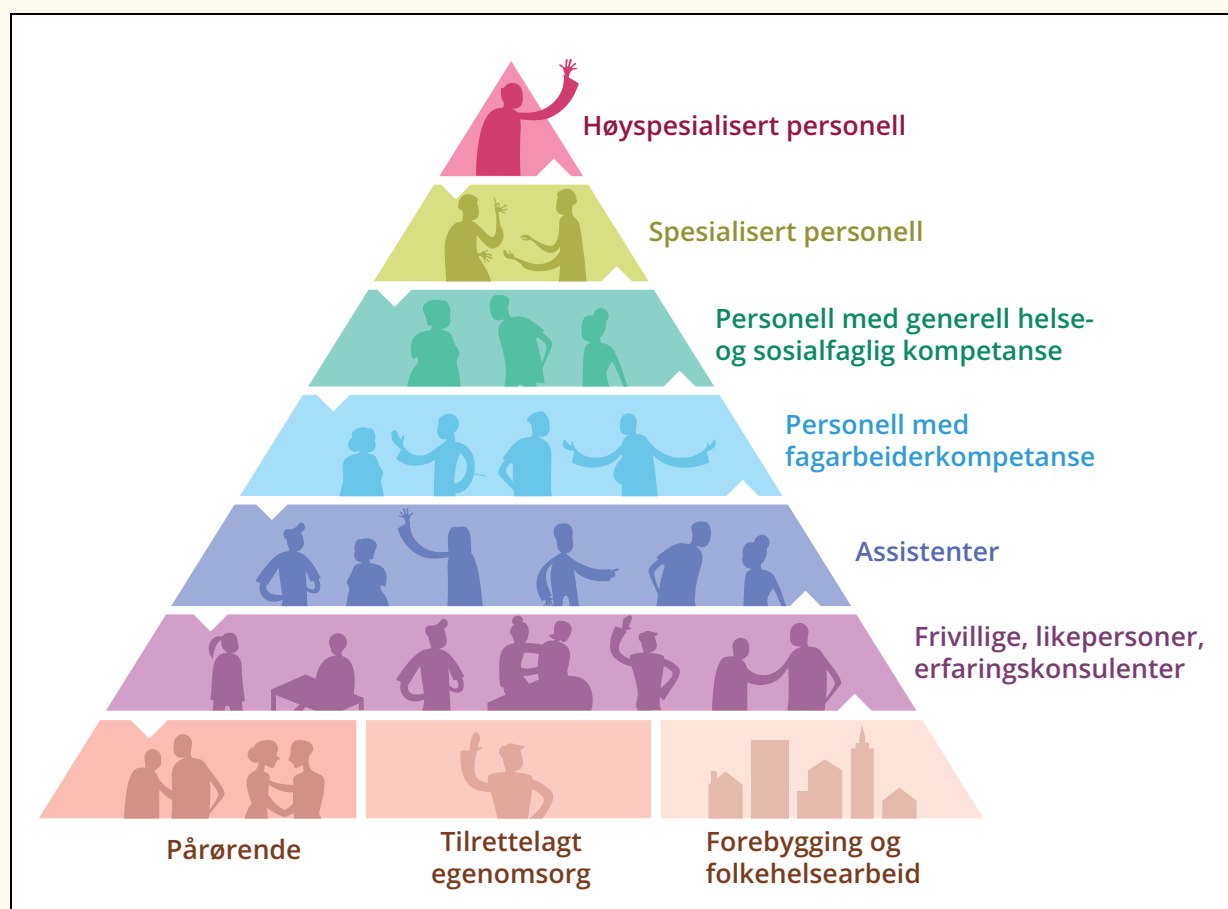 Høyspesialisert personell
Spesialisert personell
Personell med generell helse-
og sosialfaglig kompetanse
Personell med
fagarbeiderkompetanse
Assistenter
Frivillige, likepersoner,
erfaringskonsulenter
Pårørende
Tilrettelagt
egenomsorg
Forebygging og
folkehelsearbeid